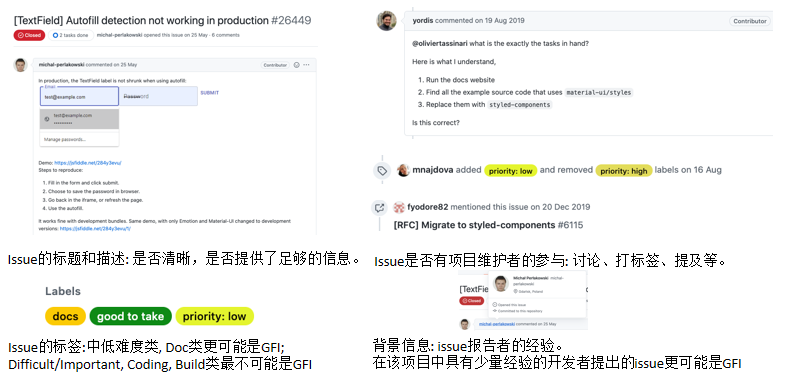 [TextField] Autofill detection not working in production #26449
Closed
2 tasks done
michal-perlakowski opened this issue on 25 May · 6 comments
michal-perlakowski commented on 25 May
Contributor
In production, the TextField label is not shrunk when using autofill:
Email
test@example.com
Password
SUBMIT
test@example.com
Manage passwords...
Demo: https://jsfiddle.net/284y3evu/
Steps to reproduce:
1. Fill in the form and click submit.
2. Choose to save the password in browser.
3. Go back in the iframe, or refresh the page.
4. Use the autofill.
It works fine with development bundles. Same demo, with only Emotion and Material-UI changed to development
versions: https://jsfiddle.net/284y3evu/1/
Issue的标题和描述: 是否清晰，是否提供了足够的信息。
Labels
docs
good to take
priority: low
Issue的标签:中低难度类, Doc类更可能是GFI;
Difficult/Important, Coding, Build类最不可能是GFI
yordis commented on 19 Aug 2019
Contributor
@oliviertassinari what is the exactly the tasks in hand?
Here is what I understand,
1. Run the docs website
2. Find all the example source code that uses material-ui/styles
3. Replace them with styled-components
Is this correct?
mnajdova added priority: low and removed priority: high labels on 16 Aug
fyodore82 mentioned this issue on 20 Dec 2019
[RFC] Migrate to styled-components #6115
Issue是否有项目维护者的参与: 讨论、打标签、提及等。
Michał Perłakowski michal-
perlakowski
Gdańsk, Poland
Opened this issue
Committed to this repository
[TextFi
Closed
michal-perlakowski commented on 25 May
背景信息: issue报告者的经验。
在该项目中具有少量经验的开发者提出的issue更可能是GFI